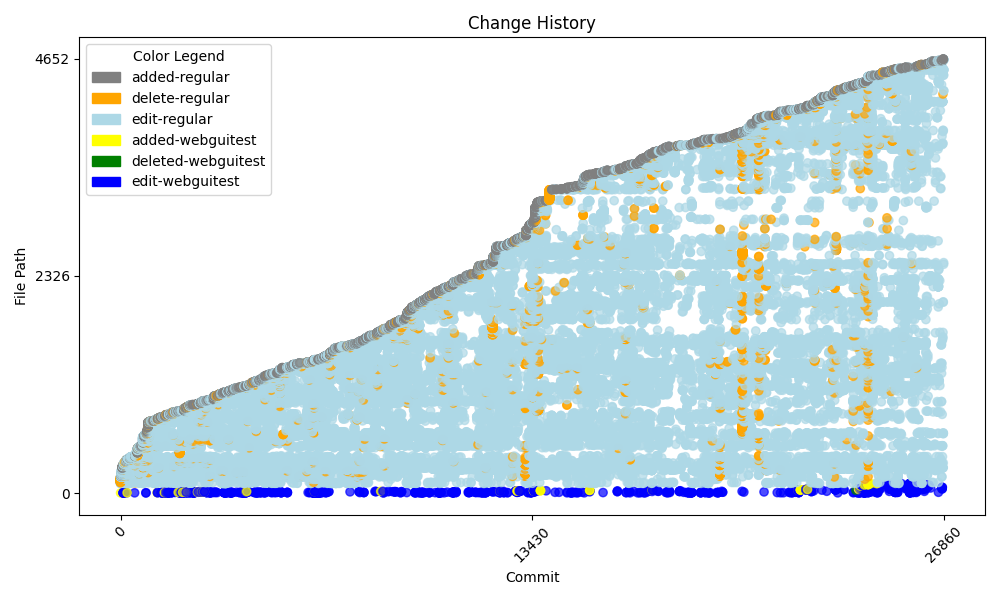 Change History
Color Legend
added-regular
delete-regular
edit-regular
added-webguitest
deleted-webguitest
edit-webguitest
File Path
4652
2326
0
0
13430
26860
Commit